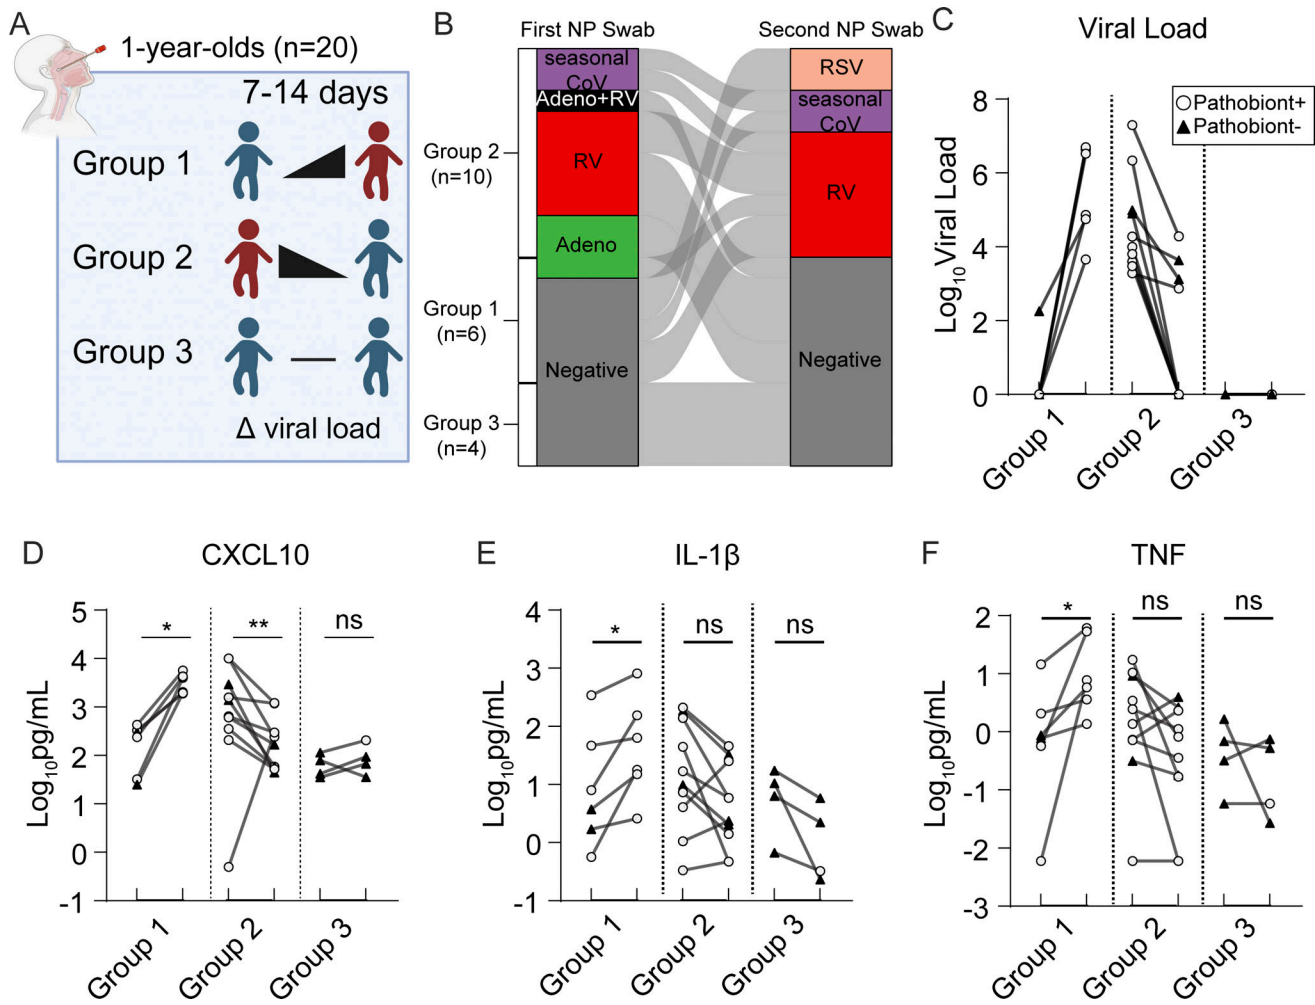 A
1-year-olds (n=20)
7-14 days
Group 1
Group 2
Group 3
Δ viral load
B
First NP Swab
Second NP Swab
seasonal
CoV
Adeno+RV
RV
Adeno
Negative
Group 2
(n=10)
Group 1
(n=6)
Group 3
(n=4)
RSV
seasonal
CoV
RV
Negative
C
Viral Load
Pathobiont+
Pathobiont-
Log10Viral Load
8
6
4
2
0
Group 1
Group 2
Group 3
D
CXCL10
Log10pg/mL
5
4
3
2
1
0
-1
*
**
ns
Group 1
Group 2
Group 3
E
IL-1β
Log10pg/mL
4
3
2
1
0
-1
*
ns
ns
Group 1
Group 2
Group 3
F
TNF
Log10pg/mL
2
1
0
-1
-2
-3
*
ns
ns
Group 1
Group 2
Group 3